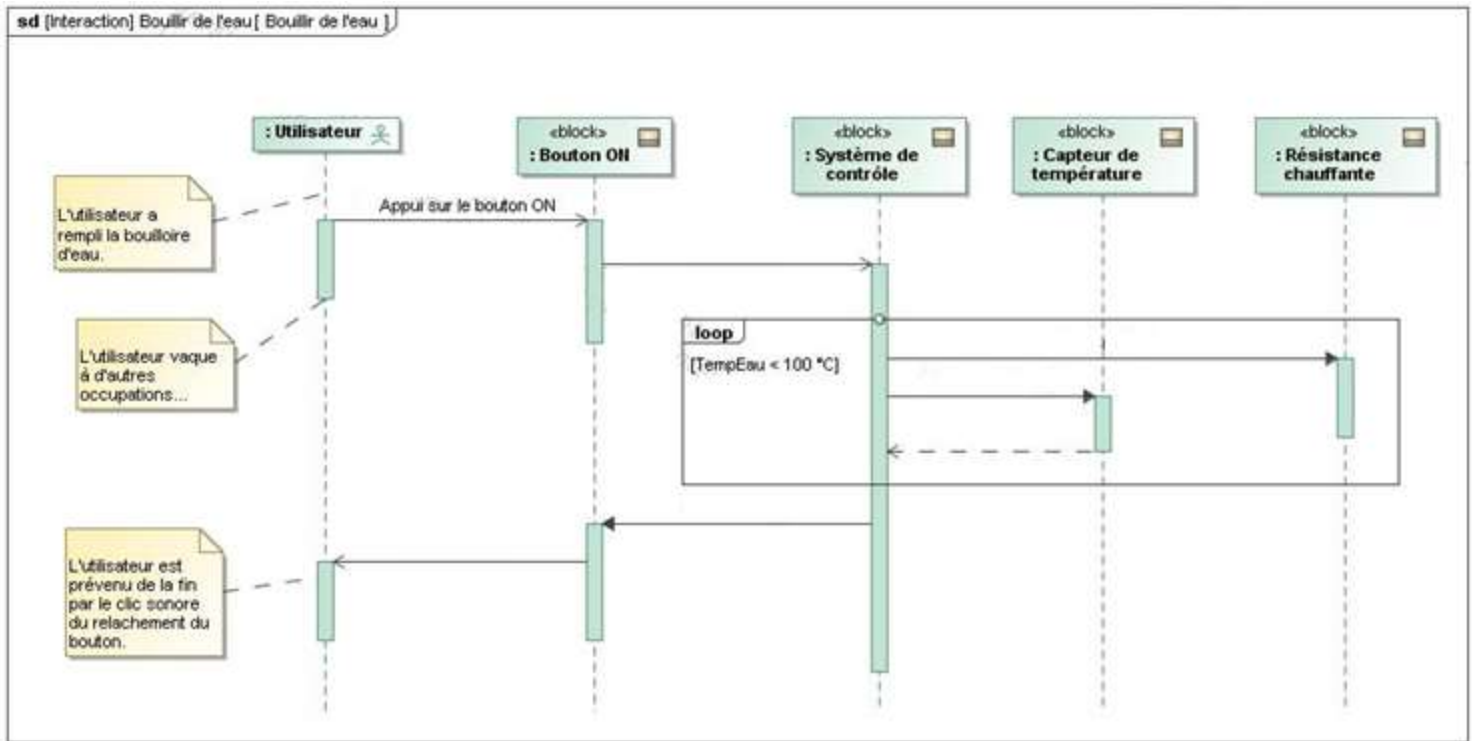 sd [Interaction] Bouillir de l'eau [ Bouillir de l'eau ]
: Utilisateur
«block»
: Bouton ON
«block»
: Système de
contrôle
«block»
: Capteur de
température
«block»
: Résistance
chauffante
L'utilisateur a
rempli la bouilloire
d'eau.
Appui sur le bouton ON
L'utilisateur vaque
à d'autres
occupations...
loop
[TempEau < 100 °C]
L'utilisateur est
prévenu de la fin
par le clic sonore
du relachement du
bouton.